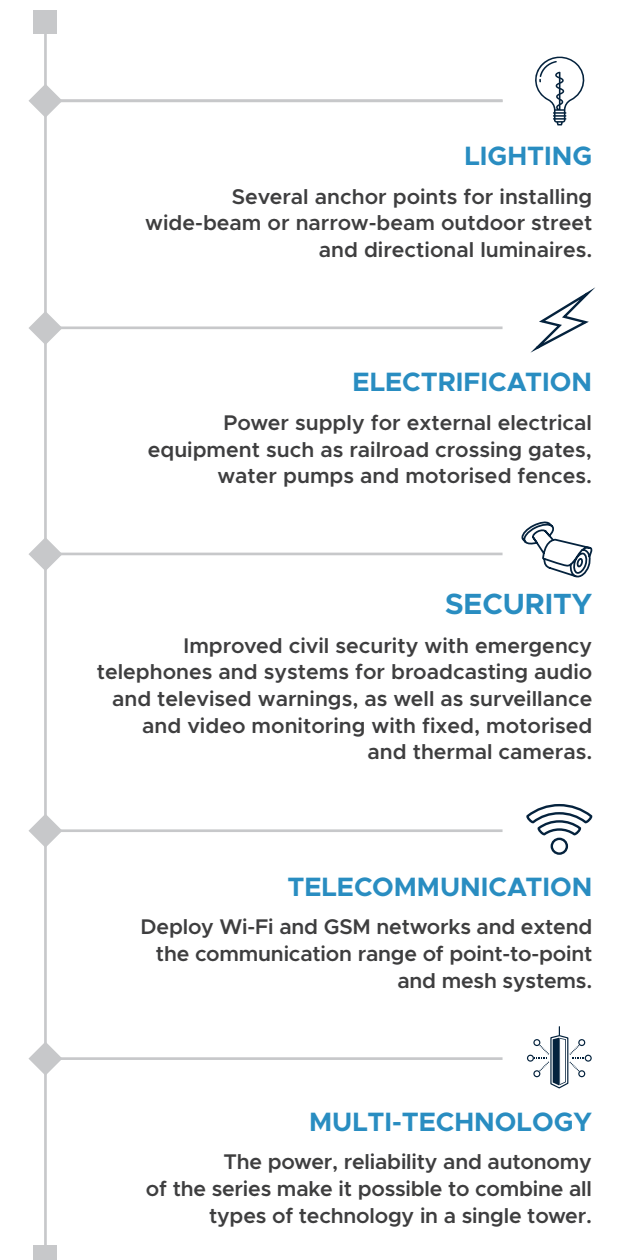 LIGHTING
Several anchor points for installing
wide-beam or narrow-beam outdoor street
and directional luminaires.
ELECTRIFICATION
Power supply for external electrical
equipment such as railroad crossing gates,
water pumps and motorised fences.
SECURITY
Improved civil security with emergency
telephones and systems for broadcasting audio
and televised warnings, as well as surveillance
and video monitoring with fixed, motorised
and thermal cameras.
TELECOMMUNICATION
Deploy Wi-Fi and GSM networks and extend
the communication range of point-to-point
and mesh systems.
MULTI-TECHNOLOGY
The power, reliability and autonomy
of the series make it possible to combine all
types of technology in a single tower.